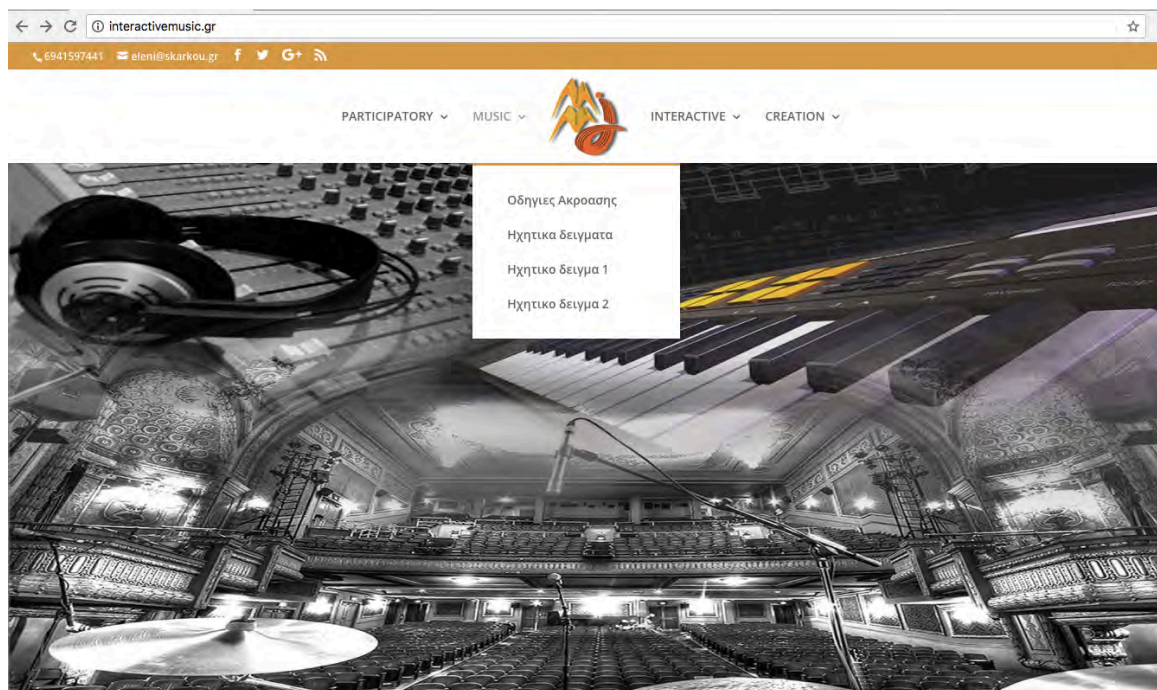 interactivemusic.gr
6941597441 eleni@skarkou.gr
PARTICIPATORY MUSIC INTERACTIVE CREATION
Οδηγιες Ακροασης
Ηχητικα δειγματα
Ηχητικο δειγμα 1
Ηχητικο δειγμα 2